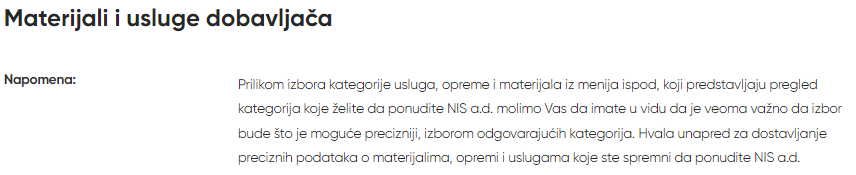 Materijali i usluge dobavljača
Napomena:
Prilikom izbora kategorije usluga, opreme i materijala iz menija ispod, koji predstavljaju pregled
kategorija koje želite da ponudite NIS a.d. molimo Vas da imate u vidu da je veoma važno da izbor
bude što je moguće precizniji, izborom odgovarajućih kategorija. Hvala unapred za dostavljanje
preciznih podataka o materijalima, opremi i uslugama koje ste spremni da ponudite NIS a.d.